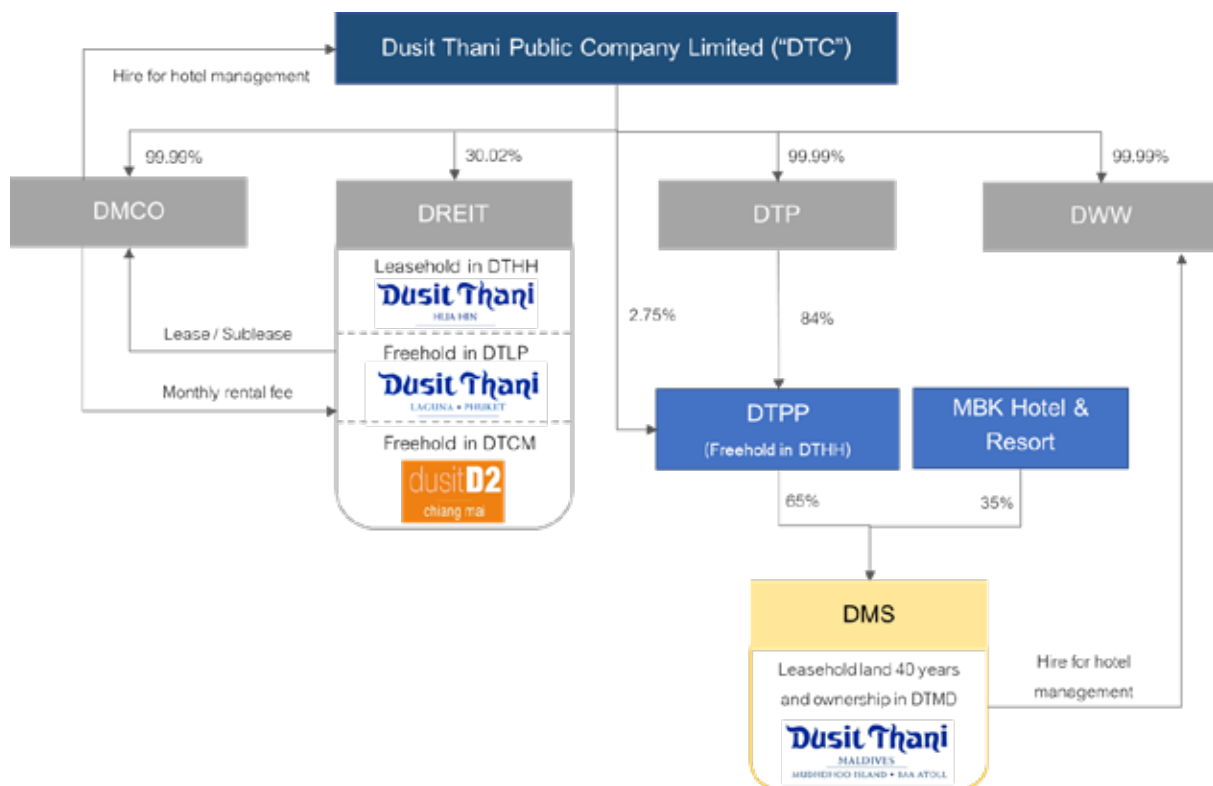 Dusit Thani Public Company Limited (“DTC”)
Hire for hotel management
99.99%
30.02%
99.99%
99.99%
DMCO
DREIT
DTP
DWW
Leasehold in DTHH
Dusit Thani
HUA HIN
2.75%
84%
Lease / Sublease
Freehold in DTLP
Dusit Thani
LAGUNA • PHUKET
Monthly rental fee
DTPP
(Freehold in DTHH)
MBK Hotel &
Resort
Freehold in DTCM
dusitD2
chiang mai
65%
35%
DMS
Leasehold land 40 years
and ownership in DTMD
Dusit Thani
MALDIVES
MUDHDHOO ISLAND • BAA ATOLL
Hire for hotel
management